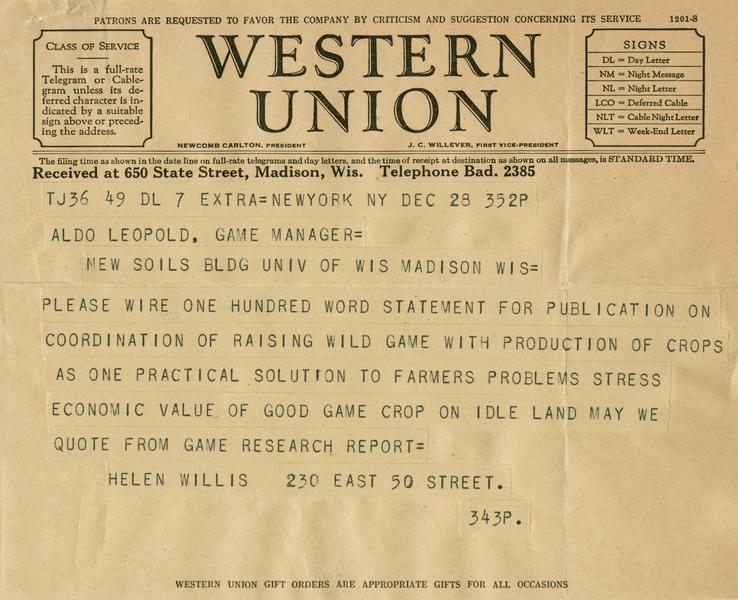 PATRONS ARE REQUESTED TO FAVOR THE COMPANY BY CRITICISM AND SUGGESTION CONCERNING ITS SERVICE 1201-S
CLASS OF SERVICE
This is a full-rate
Telegram or Cable-
gram unless its de-
ferred character is in-
dicated by a suitable
sign above or preced-
ing the address.
WESTERN
UNION
NEWCOMB CARLTON, PRESIDENT J. C. WILLEVER, FIRST VICE-PRESIDENT
SIGNS
DL = Day Letter
NM = Night Message
NL = Night Letter
LCO = Deferred Cable
NLT = Cable Night Letter
WLT = Week-End Letter
The filing time as shown in the date line on full-rate telegrams and day letters, and the time of receipt at destination as shown on all messages, is STANDARD TIME.
Received at 650 State Street, Madison, Wis. Telephone Bad. 2385
TJ36 49 DL 7 EXTRA=NEWYORK NY DEC 28 352P
ALDO LEOPOLD, GAME MANAGER=
NEW SOILS BLDG UNIV OF WIS MADISON WIS=
PLEASE WIRE ONE HUNDRED WORD STATEMENT FOR PUBLICATION ON
COORDINATION OF RAISING WILD GAME WITH PRODUCTION OF CROPS
AS ONE PRACTICAL SOLUTION TO FARMERS PROBLEMS STRESS
ECONOMIC VALUE OF GOOD GAME CROP ON IDLE LAND MAY WE
QUOTE FROM GAME RESEARCH REPORT=
HELEN WILLIS 230 EAST 50 STREET.
343P.
WESTERN UNION GIFT ORDERS ARE APPROPRIATE GIFTS FOR ALL OCCASIONS